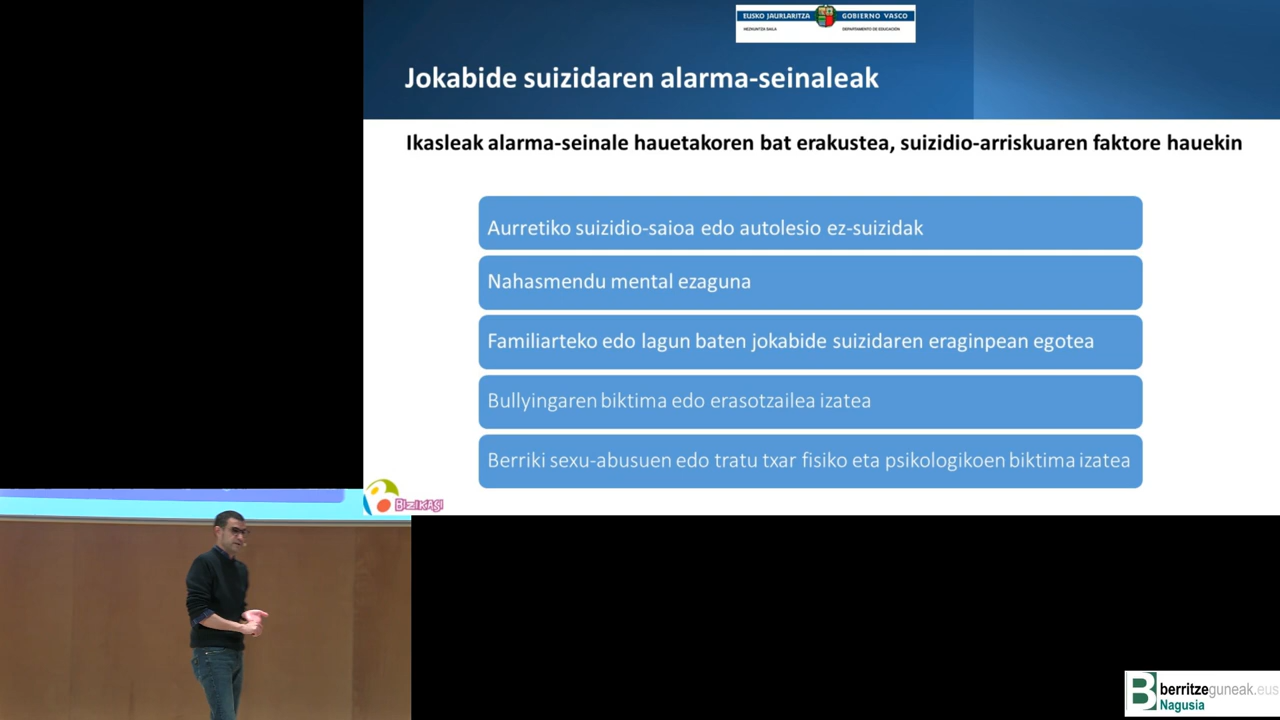 EUSKO JAURLARITZA
GOBIERNO VASCO
HEZKUNTZA SAILA
DEPARTAMENTO DE EDUCACIÓN
Jokabide suizidaren alarma-seinaleak
Ikasleak alarma-seinale hauetakoren bat erakustea, suizidio-arriskuaren faktore hauekin
Aurretiko suizidio-saioa edo autolesio ez-suizidak
Nahasmendu mental ezaguna
Familiarteko edo lagun baten jokabide suizidaren eraginpean egotea
Bullyingaren biktima edo erasotzailea izatea
Berriki sexu-abusuen edo tratu txar fisiko eta psikologikoen biktima izatea
BIZIKASI
berritzeguneak.eus
Nagusia